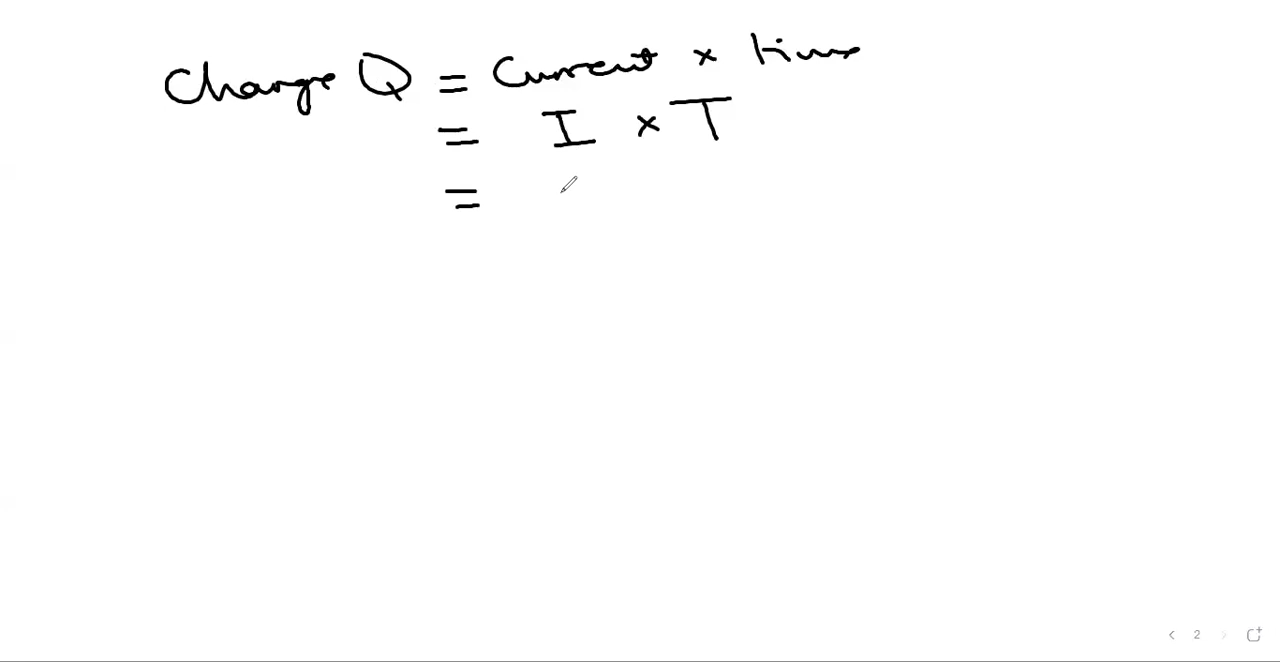 Charge Q = Current × time
= I × T
=
2